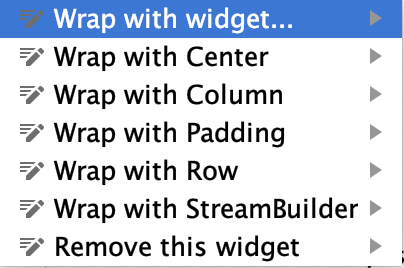 Wrap with widget...
Wrap with Center
Wrap with Column
Wrap with Padding
Wrap with Row
Wrap with StreamBuilder
Remove this widget